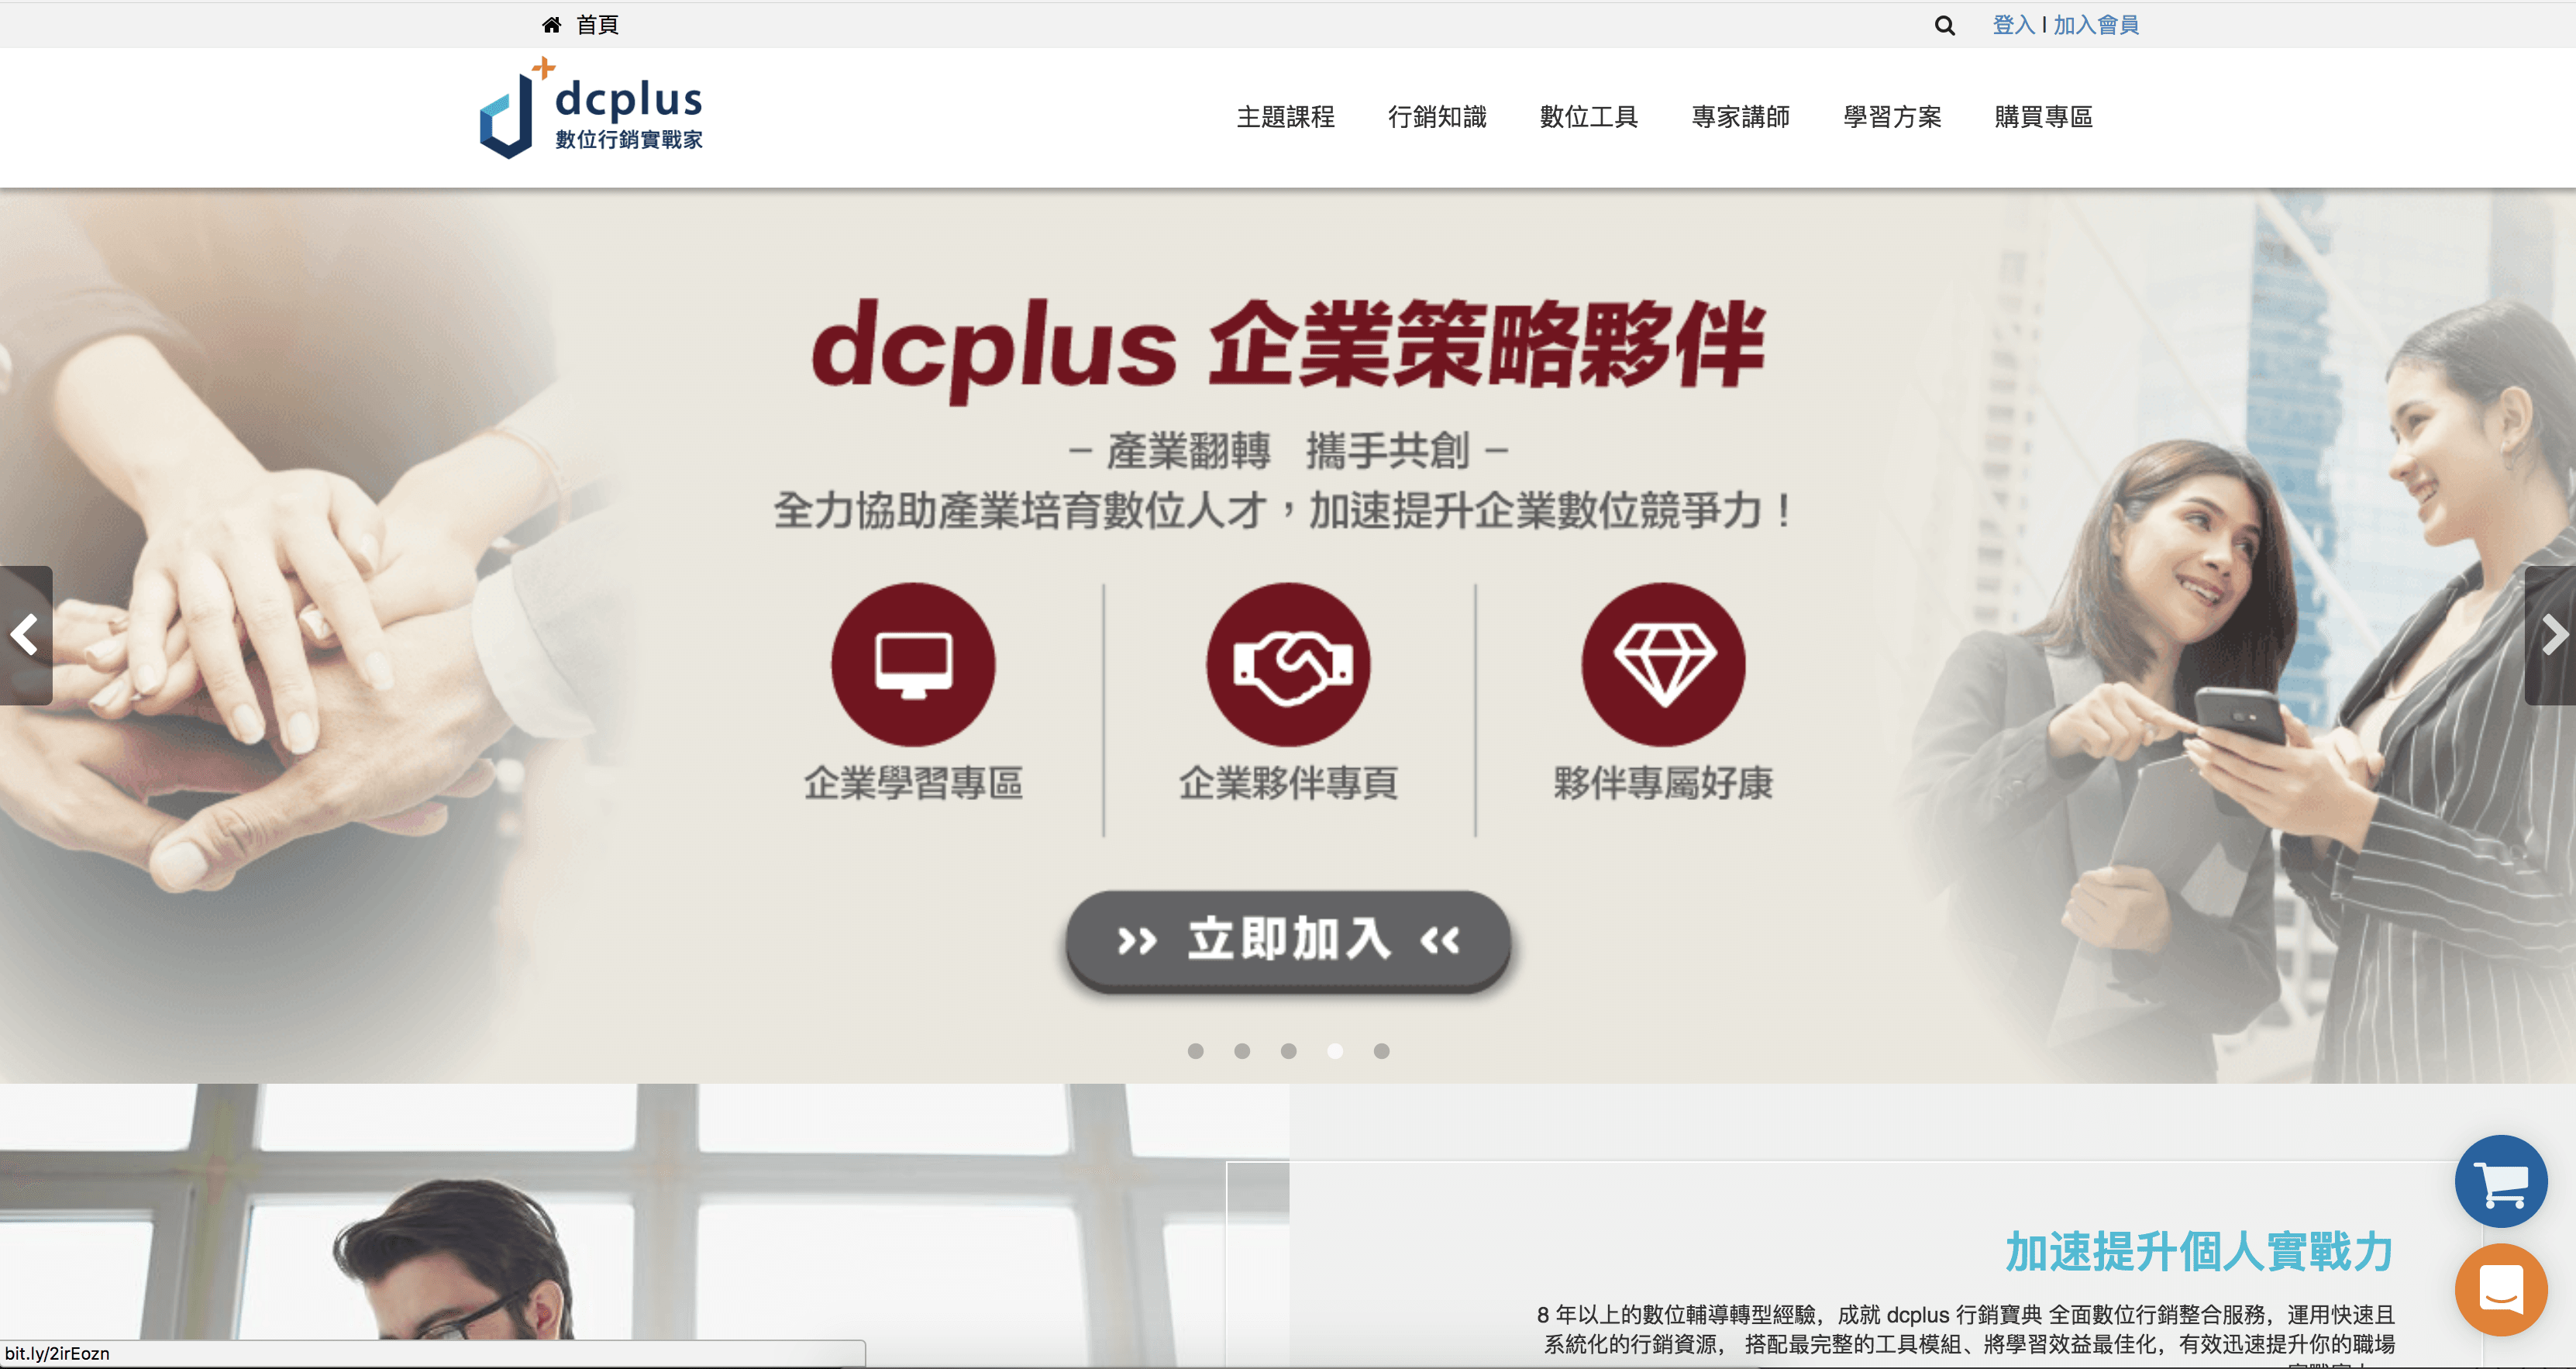 首頁
登入 | 加入會員
dcplus
數位行銷實戰家
主題課程 行銷知識 數位工具 專家講師 學習方案 購買專區
dcplus 企業策略夥伴
– 產業翻轉 攜手共創 –
全力協助產業培育數位人才，加速提升企業數位競爭力！
企業學習專區 企業夥伴專頁 夥伴專屬好康
>> 立即加入 <<
加速提升個人實戰力
8 年以上的數位輔導轉型經驗，成就 dcplus 行銷寶典 全面數位行銷整合服務，運用快速且
系統化的行銷資源， 搭配最完整的工具模組、將學習效益最佳化，有效迅速提升你的職場
bit.ly/2irEozn